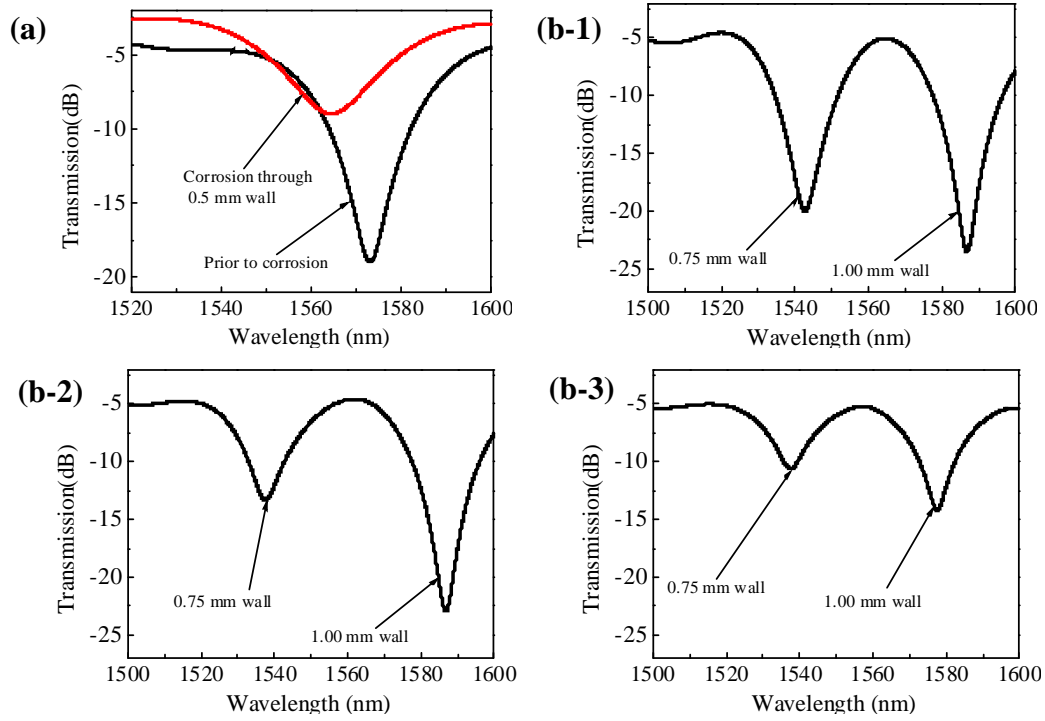 (a)
Transmission(dB)
-5
-10
-15
-20
Corrosion through
0.5 mm wall
Prior to corrosion
1520 1540 1560 1580 1600
Wavelength (nm)
(b-1)
Transmission(dB)
-5
-10
-15
-20
-25
0.75 mm wall
1.00 mm wall
1500 1520 1540 1560 1580 1600
Wavelength (nm)
(b-2)
Transmission(dB)
-5
-10
-15
-20
-25
0.75 mm wall
1.00 mm wall
1500 1520 1540 1560 1580 1600
Wavelength (nm)
(b-3)
Transmission(dB)
-5
-10
-15
-20
-25
0.75 mm wall
1.00 mm wall
1500 1520 1540 1560 1580 1600
Wavelength (nm)